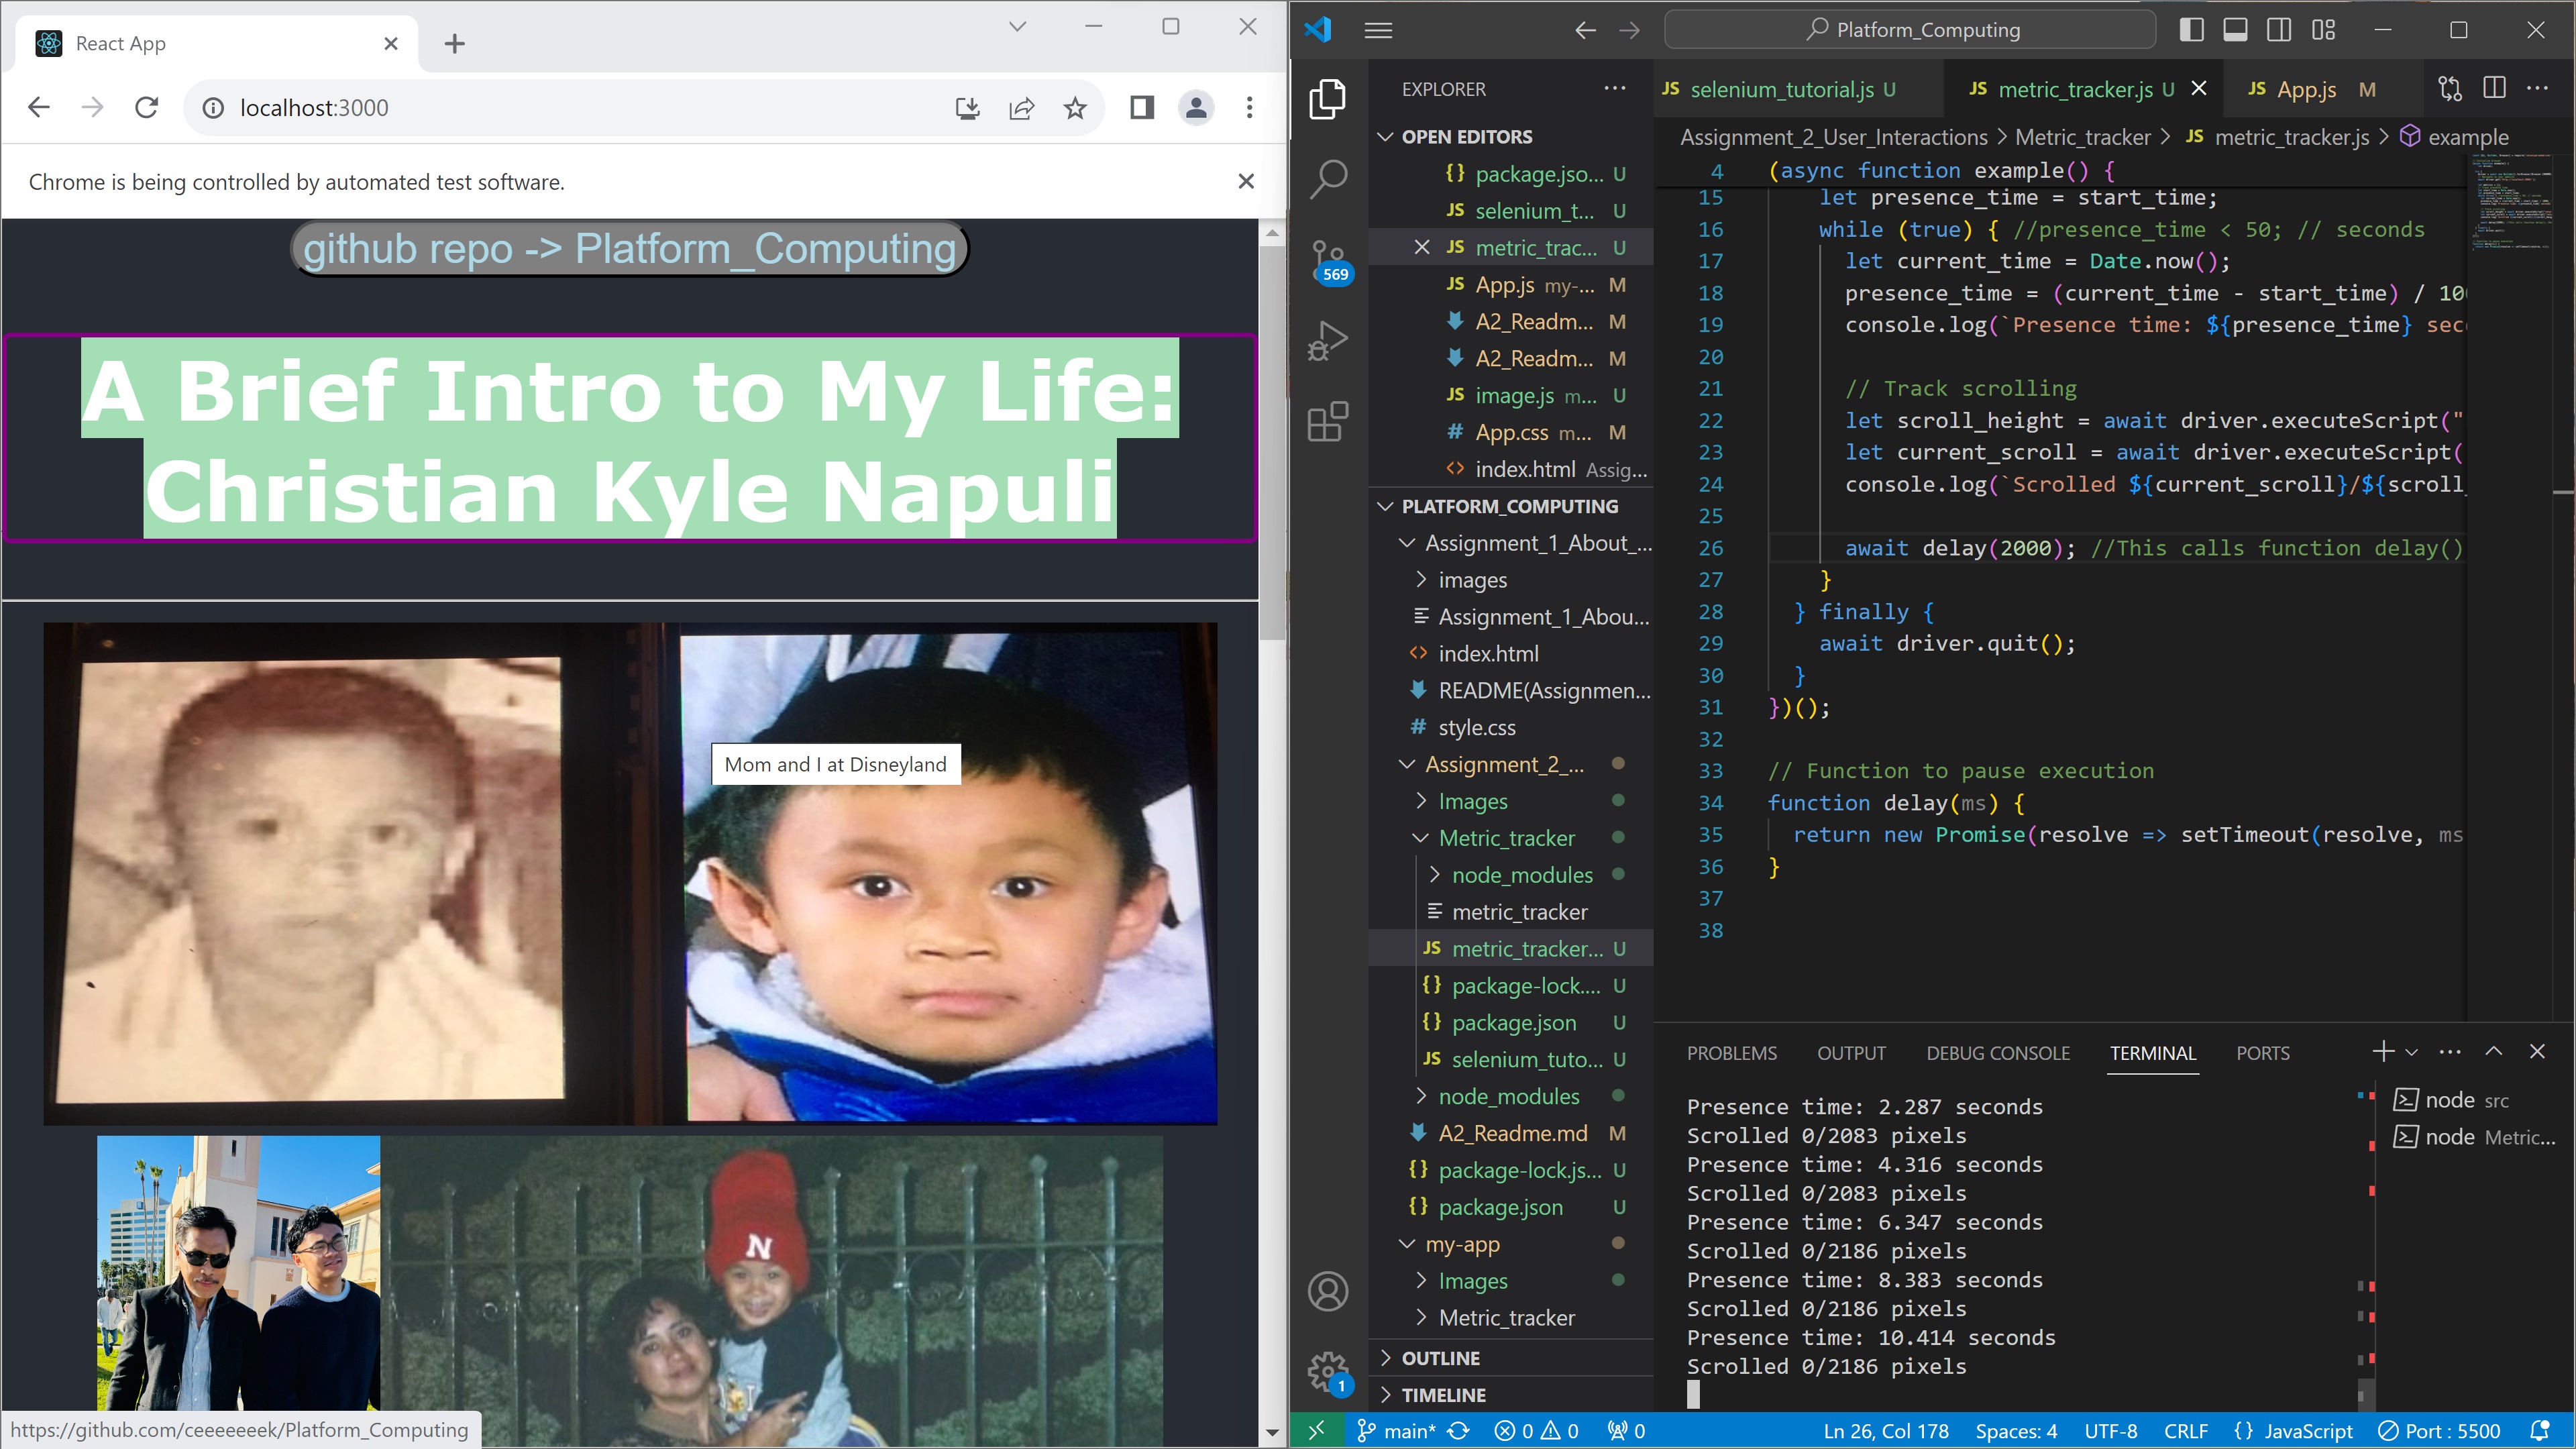 React App
localhost:3000
Chrome is being controlled by automated test software.
github repo -> Platform_Computing
A Brief Intro to My Life:
Christian Kyle Napuli
Mom and I at Disneyland
N
https://github.com/ceeeeeeek/Platform_Computing
Platform_Computing
EXPLORER
OPEN EDITORS
package.jso... U
selenium_t... U
metric_trac... U
App.js my-... M
A2_Readm... M
A2_Readm... M
image.js m... U
App.css m... M
index.html Assig...
PLATFORM_COMPUTING
Assignment_1_About_...
images
Assignment_1_Abou...
index.html
README(Assignmen...
style.css
Assignment_2_...
Images
Metric_tracker
node_modules
metric_tracker
metric_tracker... U
package-lock.... U
package.json U
selenium_tuto... U
node_modules
A2_Readme.md M
package-lock.js... U
package.json U
my-app
Images
Metric_tracker
OUTLINE
TIMELINE
569
1
JS selenium_tutorial.js U
JS metric_tracker.js U
JS App.js M
Assignment_2_User_Interactions > Metric_tracker > JS metric_tracker.js > example
4 (async function example() {
15 let presence_time = start_time;
16 while (true) { //presence_time < 50; // seconds
17 let current_time = Date.now();
18 presence_time = (current_time - start_time) / 10
19 console.log(`Presence time: ${presence_time} sec
20
21 // Track scrolling
22 let scroll_height = await driver.executeScript("
23 let current_scroll = await driver.executeScript(
24 console.log(`Scrolled ${current_scroll}/${scroll_
25
26 await delay(2000); //This calls function delay()
27 }
28 } finally {
29 await driver.quit();
30 }
31 })();
32
33 // Function to pause execution
34 function delay(ms) {
35 return new Promise(resolve => setTimeout(resolve, ms
36 }
37
38
PROBLEMS OUTPUT DEBUG CONSOLE TERMINAL PORTS
Presence time: 2.287 seconds
Scrolled 0/2083 pixels
Presence time: 4.316 seconds
Scrolled 0/2083 pixels
Presence time: 6.347 seconds
Scrolled 0/2186 pixels
Presence time: 8.383 seconds
Scrolled 0/2186 pixels
Presence time: 10.414 seconds
Scrolled 0/2186 pixels
node src
node Metric...
main* 0 0 0 Ln 26, Col 178 Spaces: 4 UTF-8 CRLF {} JavaScript Port : 5500